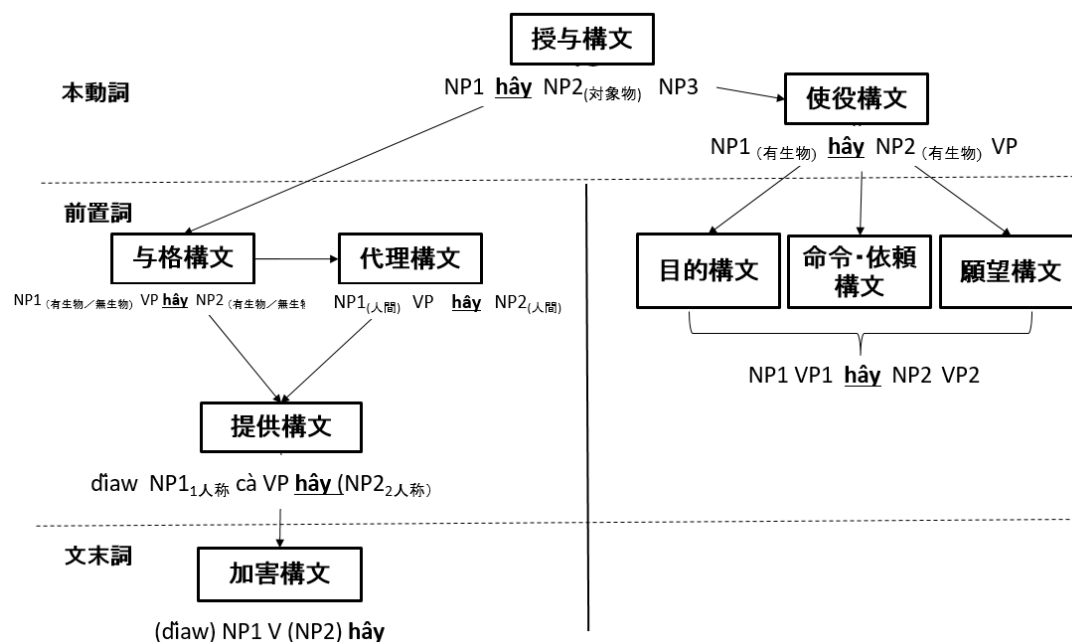 授与構文
本動詞
NP1 hây NP2(対象物) NP3
使役構文
NP1(有生物) hây NP2(有生物) VP
前置詞
与格構文
代理構文
目的構文
命令・依頼
構文
願望構文
NP1(有生物／無生物) VP hây NP2(有生物／無生
NP1(人間) VP hây NP2(人間)
NP1 VP1 hây NP2 VP2
提供構文
ďiaw NP1 1人称 cà VP hây (NP2 2人称)
文末詞
加害構文
(ďiaw) NP1 V (NP2) hây